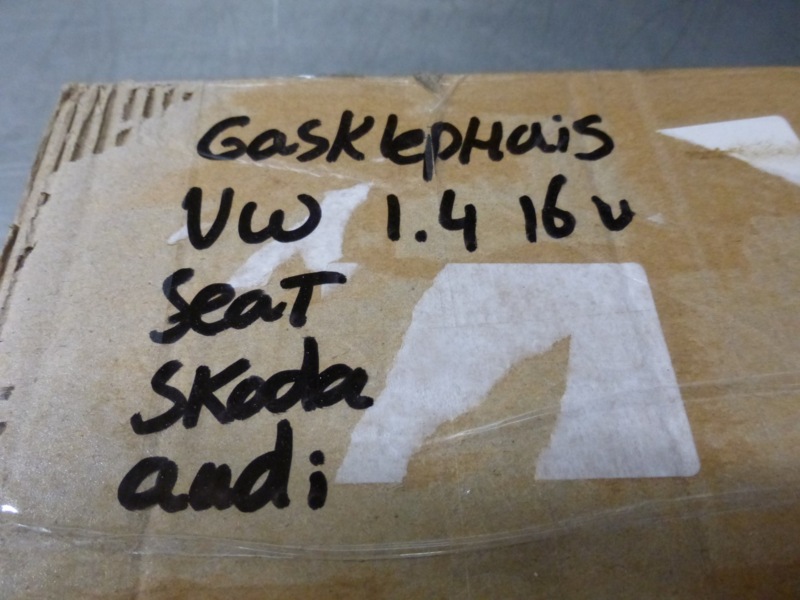 GasKlepHuis
VW 1.4 16v
Seat
Skoda
audi